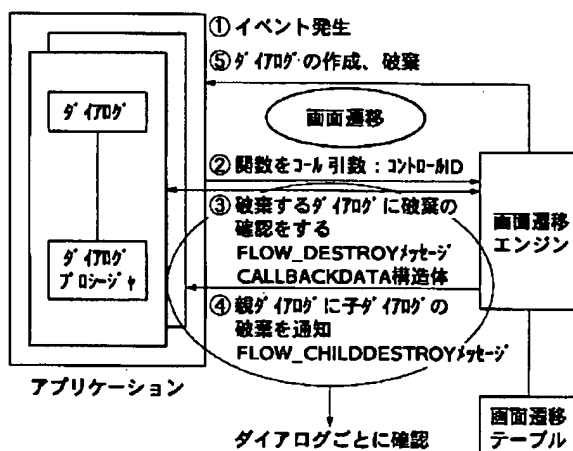 ① イベント発生
⑤ ﾀﾞｲｱﾛｸﾞの作成、破棄
ﾀﾞｲｱﾛｸﾞ
画面遷移
② 関数をｺｰﾙ 引数：ｺﾝﾄﾛｰﾙID
③ 破棄するﾀﾞｲｱﾛｸﾞに破棄の
確認をする
FLOW_DESTROYﾒｯｾｰｼﾞ
CALLBACKDATA構造体
画面遷移
エンジン
ﾀﾞｲｱﾛｸﾞ
ﾌﾟﾛｼｰｼﾞｬ
④ 親ﾀﾞｲｱﾛｸﾞに子ﾀﾞｲｱﾛｸﾞの
破棄を通知
FLOW_CHILDDESTROYﾒｯｾｰｼﾞ
アプリケーション
ダイアログごとに確認
画面遷移
テーブル